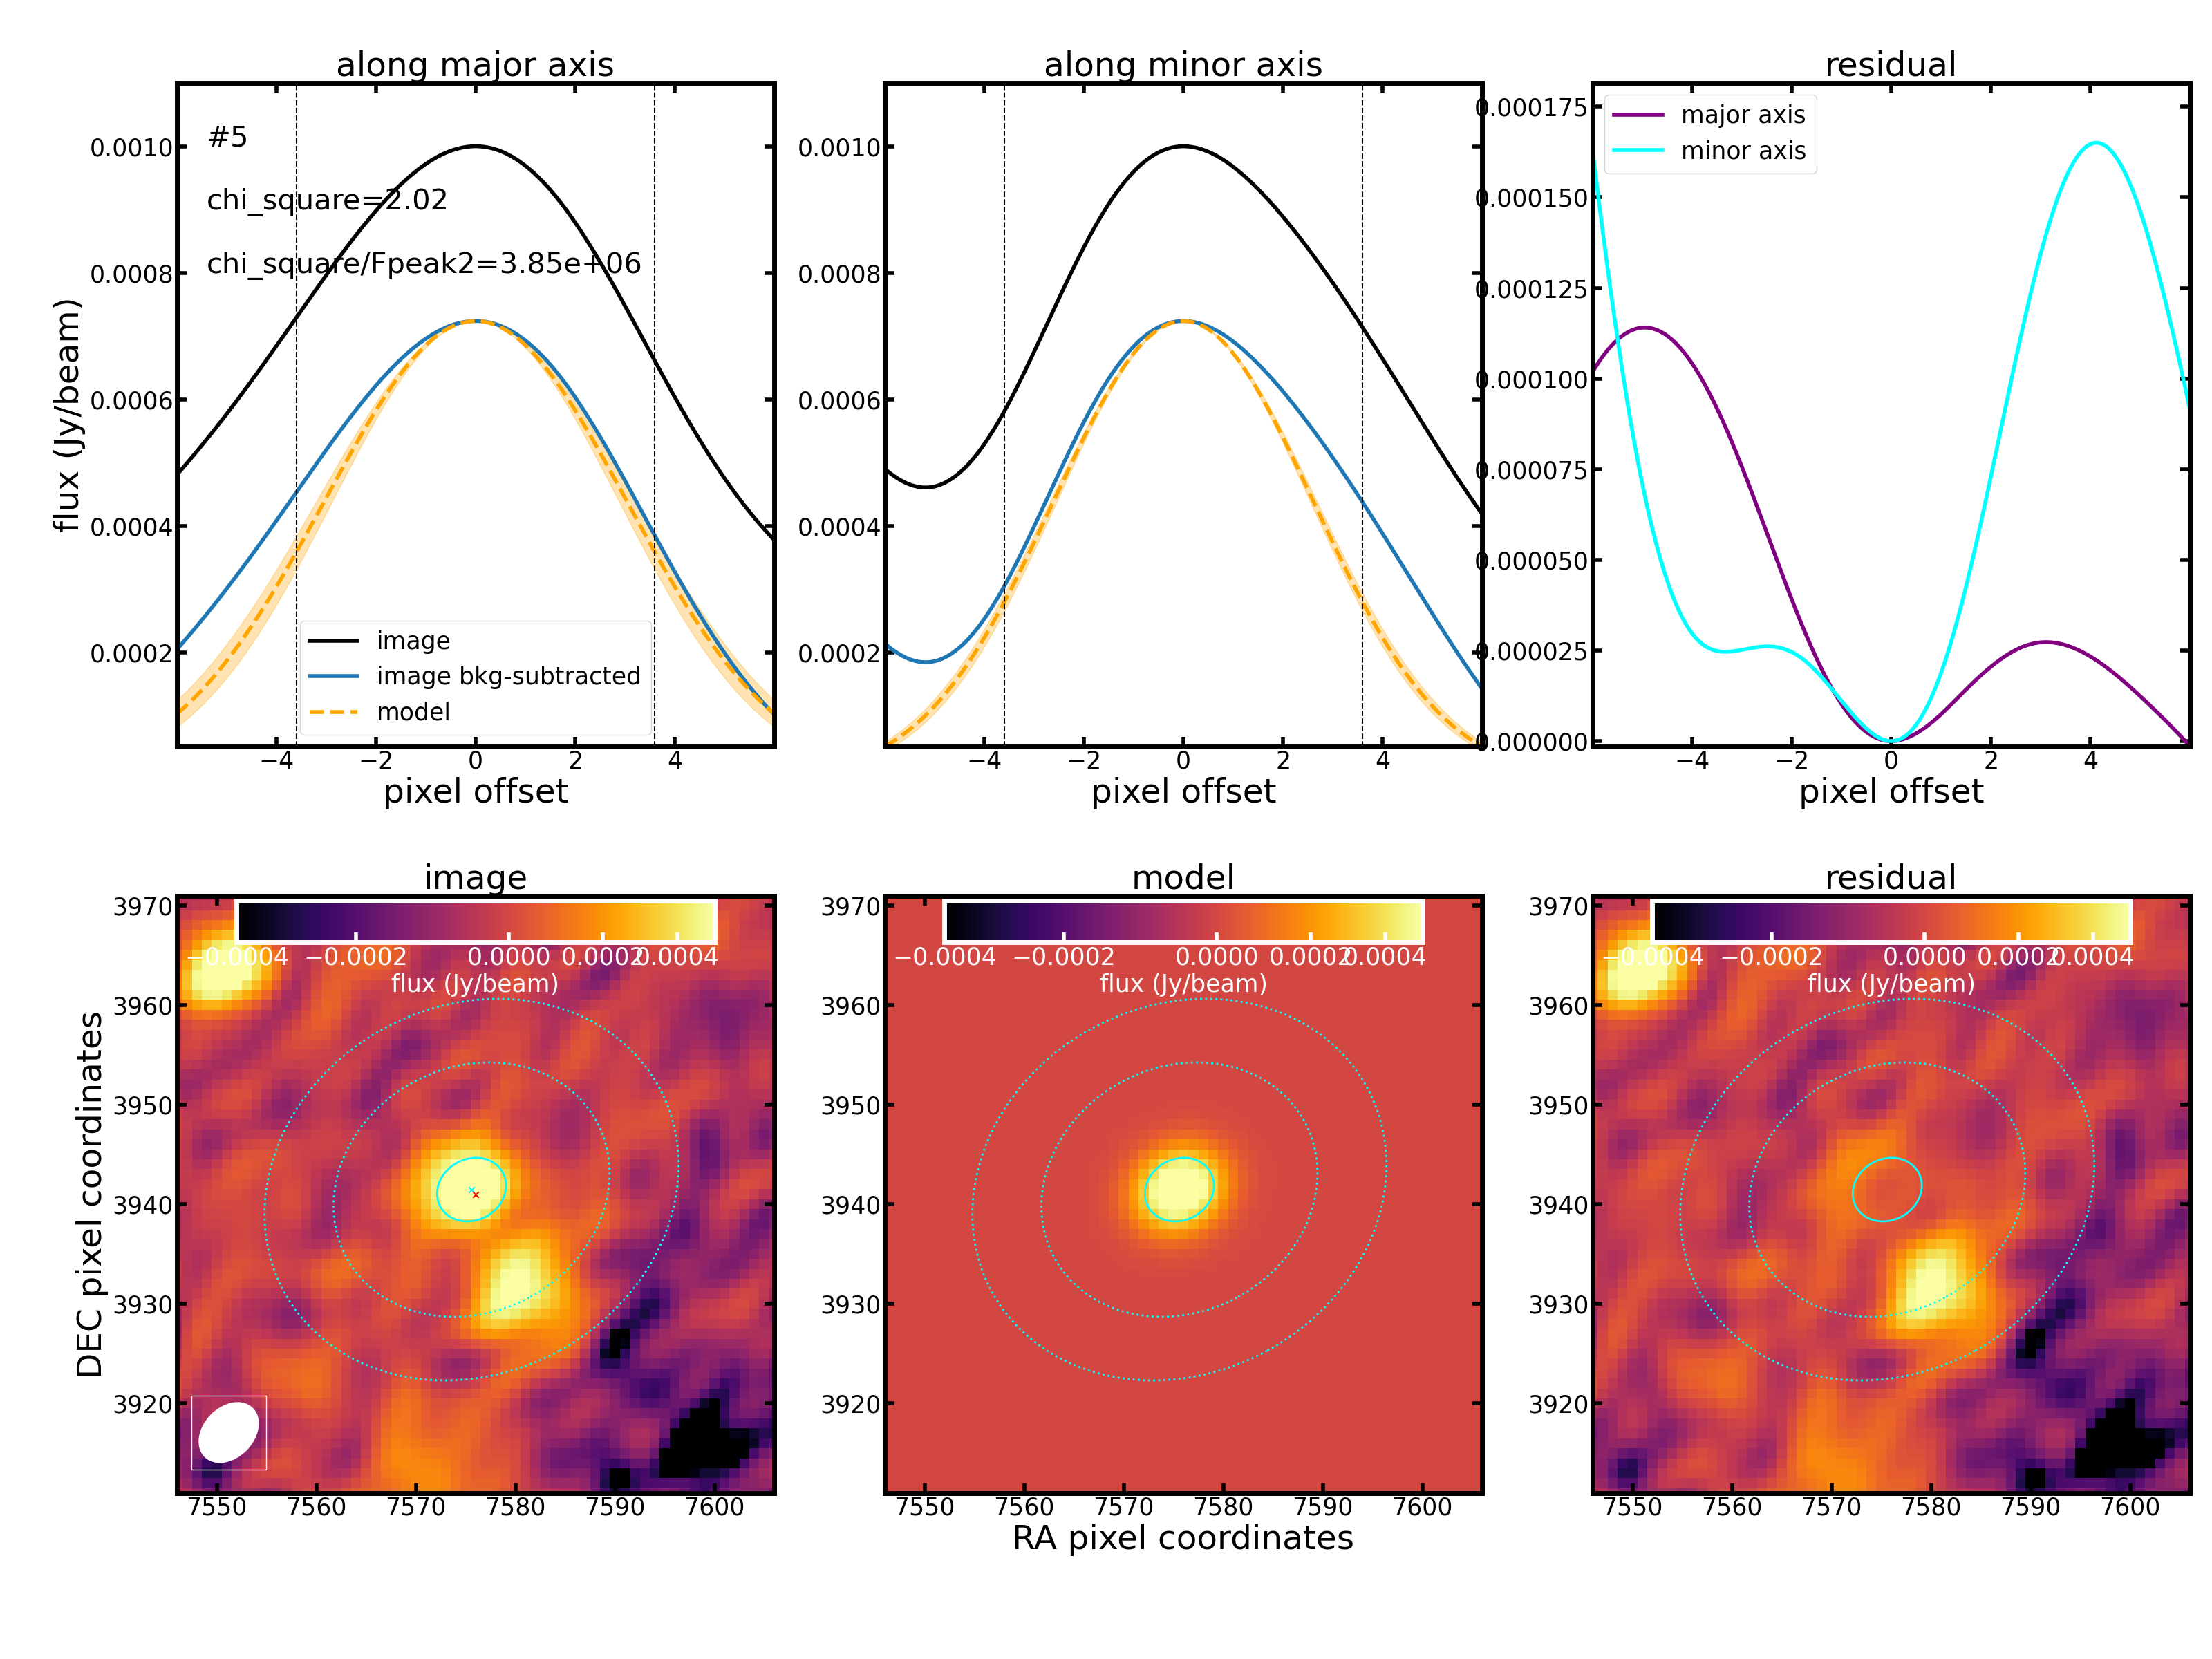 along major axis
along minor axis
residual
#5
chi_square=2.02
chi_square/Fpeak2=3.85e+06
0.0010
0.0008
0.0006
0.0004
0.0002
flux (Jy/beam)
image
image bkg-subtracted
model
−4 −2 0 2 4
pixel offset
0.0010
0.0008
0.0006
0.0004
0.0002
−4 −2 0 2 4
pixel offset
0.000175
0.000150
0.000125
0.000100
0.000075
0.000050
0.000025
0.000000
major axis
minor axis
−4 −2 0 2 4
pixel offset
image
model
residual
3970
3960
3950
3940
3930
3920
DEC pixel coordinates
−0.0004 −0.0002 0.0000 0.0002 0.0004
flux (Jy/beam)
7550 7560 7570 7580 7590 7600
3970
3960
3950
3940
3930
3920
−0.0004 −0.0002 0.0000 0.0002 0.0004
flux (Jy/beam)
7550 7560 7570 7580 7590 7600
RA pixel coordinates
3970
3960
3950
3940
3930
3920
−0.0004 −0.0002 0.0000 0.0002 0.0004
flux (Jy/beam)
7550 7560 7570 7580 7590 7600